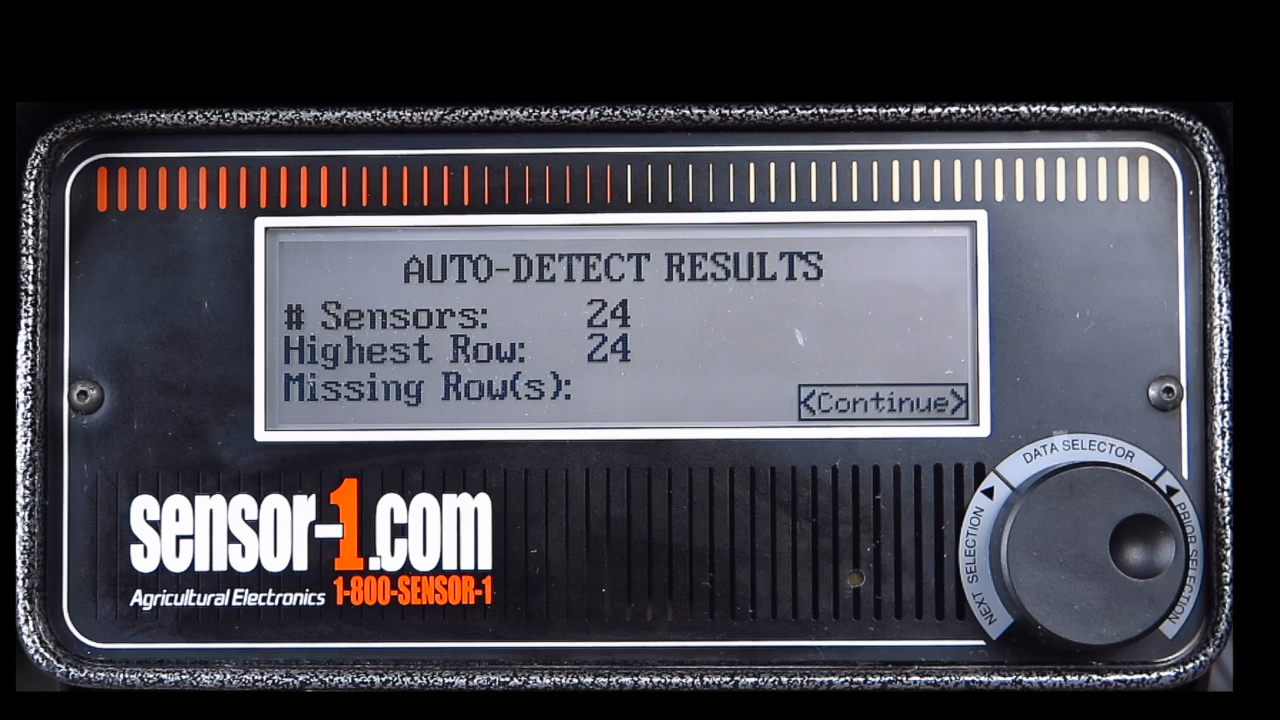 AUTO-DETECT RESULTS
# Sensors: 24
Highest Row: 24
Missing Row(s):
<Continue>
DATA SELECTOR
NEXT SELECTION
PRIOR SELECTION
sensor-1.com
Agricultural Electronics 1-800-SENSOR-1